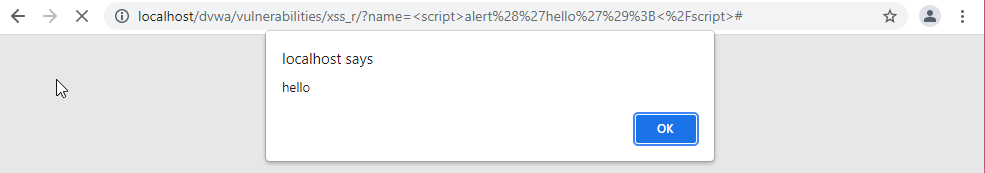 localhost/dvwa/vulnerabilities/xss_r/?name=<script>alert%28%27hello%27%29%3B<%2Fscript>#
localhost says
hello
OK